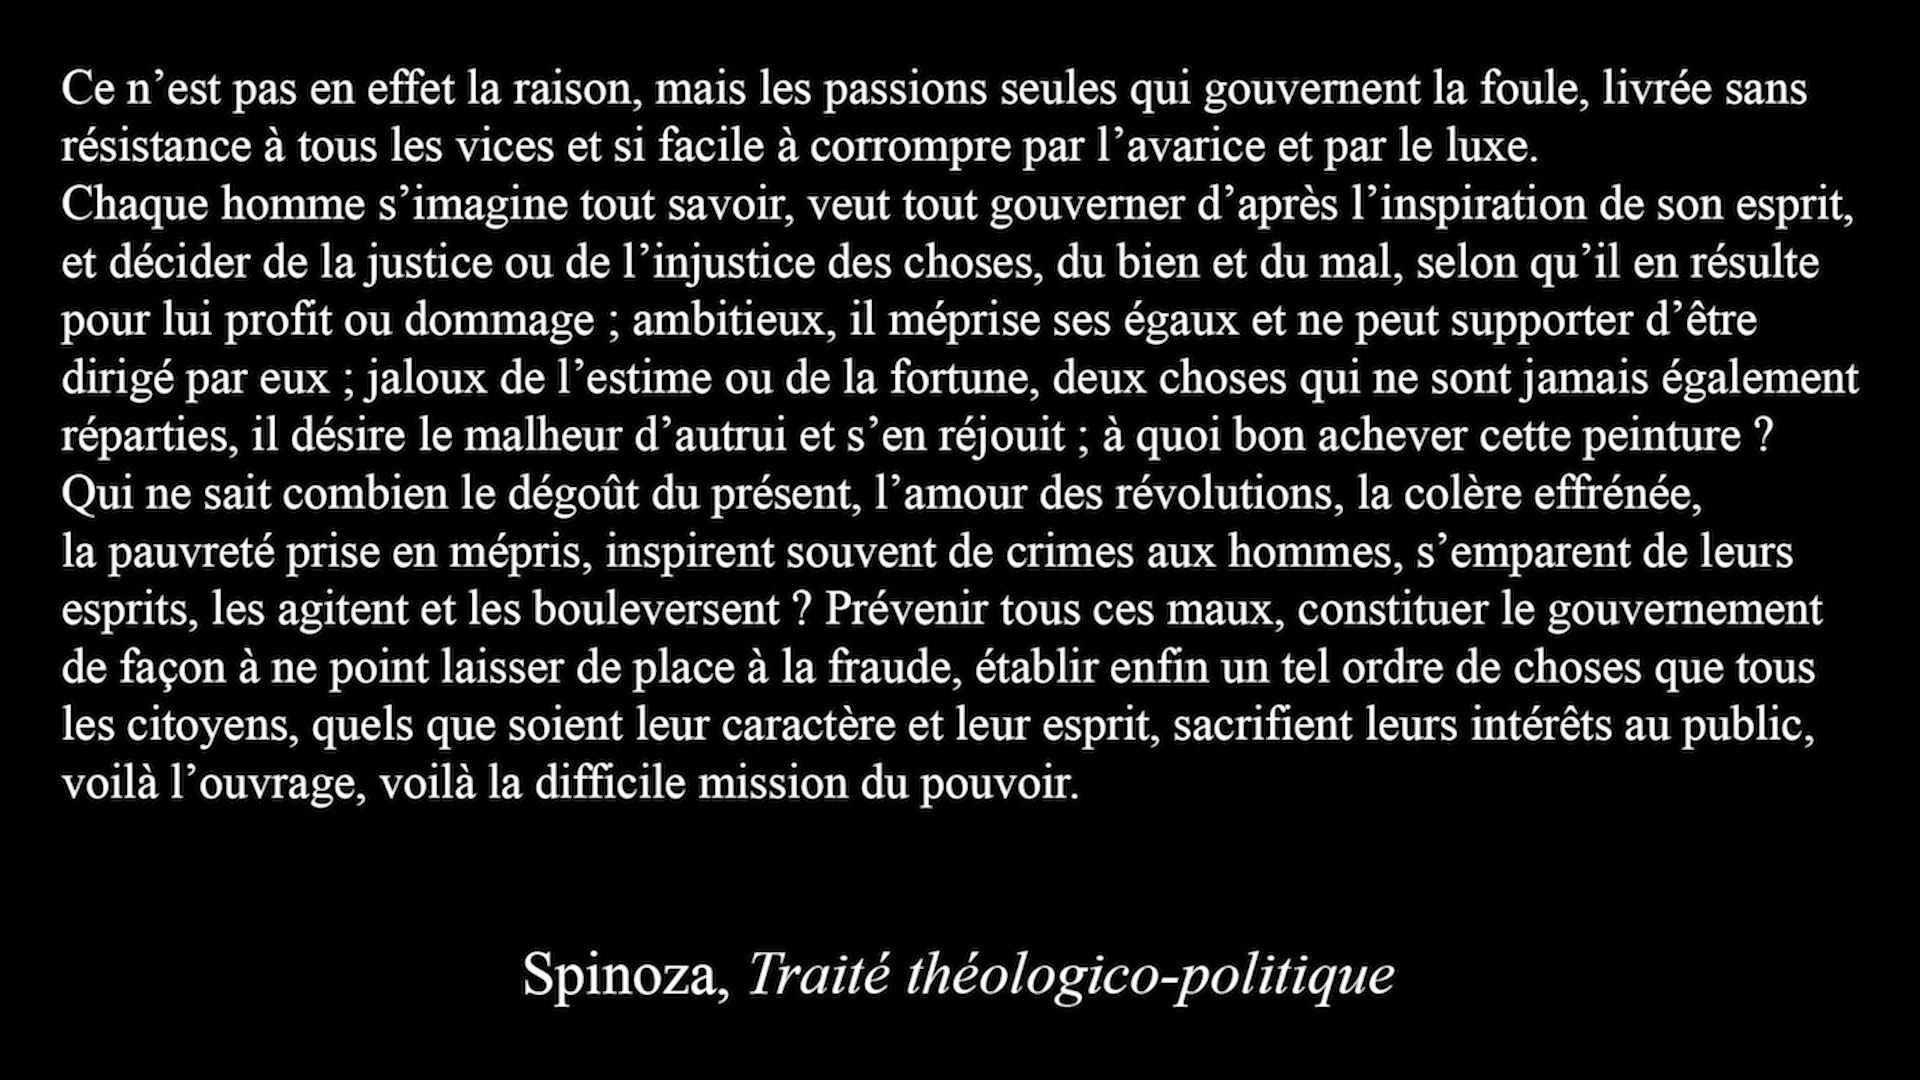 Ce n’est pas en effet la raison, mais les passions seules qui gouvernent la foule, livrée sans
résistance à tous les vices et si facile à corrompre par l’avarice et par le luxe.
Chaque homme s’imagine tout savoir, veut tout gouverner d’après l’inspiration de son esprit,
et décider de la justice ou de l’injustice des choses, du bien et du mal, selon qu’il en résulte
pour lui profit ou dommage ; ambitieux, il méprise ses égaux et ne peut supporter d’être
dirigé par eux ; jaloux de l’estime ou de la fortune, deux choses qui ne sont jamais également
réparties, il désire le malheur d’autrui et s’en réjouit ; à quoi bon achever cette peinture ?
Qui ne sait combien le dégoût du présent, l’amour des révolutions, la colère effrénée,
la pauvreté prise en mépris, inspirent souvent de crimes aux hommes, s’emparent de leurs
esprits, les agitent et les bouleversent ? Prévenir tous ces maux, constituer le gouvernement
de façon à ne point laisser de place à la fraude, établir enfin un tel ordre de choses que tous
les citoyens, quels que soient leur caractère et leur esprit, sacrifient leurs intérêts au public,
voilà l’ouvrage, voilà la difficile mission du pouvoir.
Spinoza, Traité théologico-politique